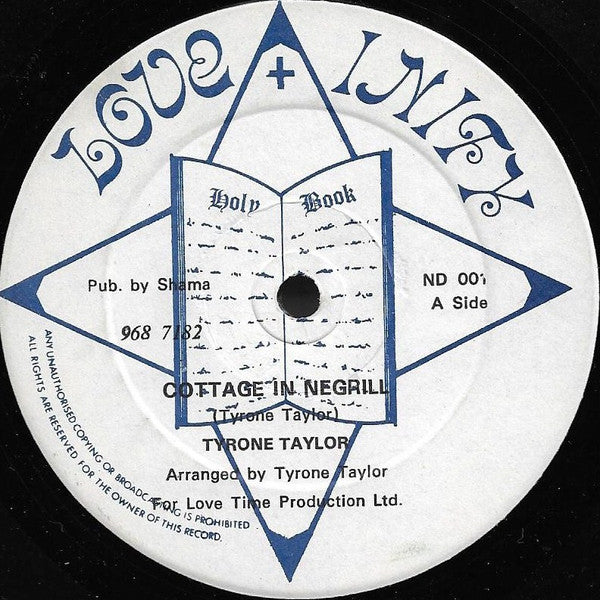 LOVE + INITY
Holy Book
Pub. by Shama
ND 001
A Side
968 7182
COTTAGE IN NEGRILL
(Tyrone Taylor)
TYRONE TAYLOR
Arranged by Tyrone Taylor
For Love Time Production Ltd.
ANY UNAUTHORISED COPYING OR BROADCASTING IS PROHIBITED
ALL RIGHTS ARE RESERVED FOR THE OWNER OF THIS RECORD.